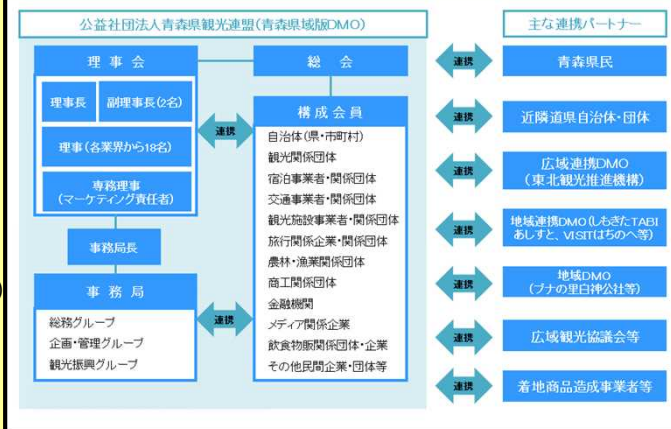 公益社団法人青森県観光連盟(青森県域版DMO)
主な連携パートナー
理事会
総会
理事長
副理事長(2名)
理事(各業界から18名)
専務理事
(マーケティング責任者)
連携
構成会員
自治体(県・市町村)
観光関係団体
宿泊事業者・関係団体
交通事業者・関係団体
観光施設事業者・関係団体
旅行関係企業・関係団体
農林・漁業関係団体
商工関係団体
金融機関
メディア関係企業
飲食物販関係団体・企業
その他民間企業・団体等
事務局長
事務局
総務グループ
企画・管理グループ
観光振興グループ
連携
連携
青森県民
連携
近隣道県自治体・団体
連携
広域連携DMO
(東北観光推進機構)
連携
地域連携DMO(しもきたTABI
あしすと、VISITはちのへ等)
連携
地域DMO
(ブナの里白神公社等)
連携
広域観光協議会等
連携
着地商品造成事業者等
)